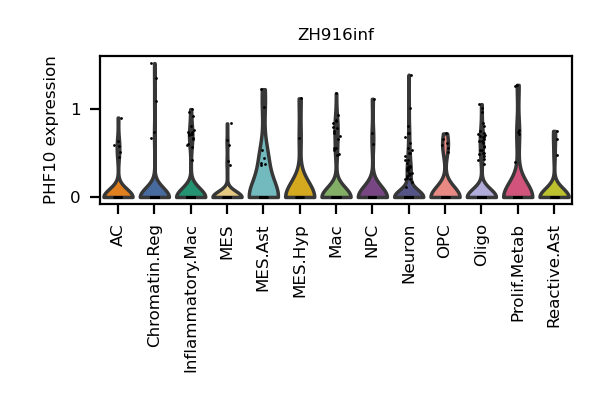 ZH916inf
PHF10 expression
1
0
AC
Chromatin.Reg
Inflammatory.Mac
MES
MES.Ast
MES.Hyp
Mac
NPC
Neuron
OPC
Oligo
Prolif.Metab
Reactive.Ast